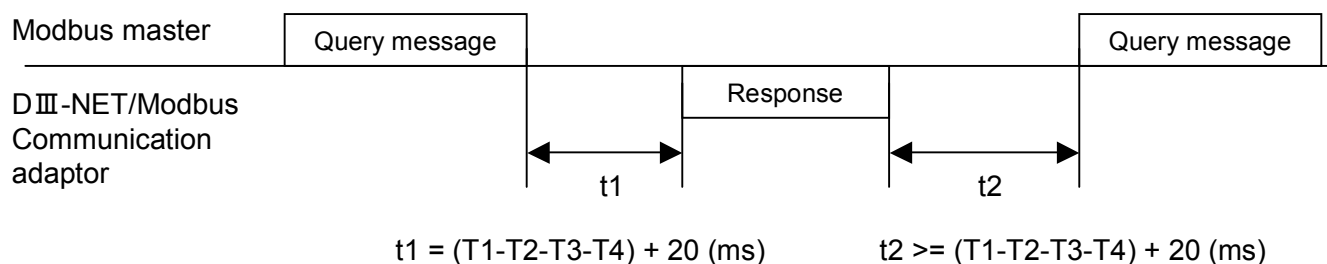 Modbus master
Query message
Query message
DⅢ-NET/Modbus
Communication
adaptor
Response
t1
t2
t1 = (T1-T2-T3-T4) + 20 (ms)
t2 >= (T1-T2-T3-T4) + 20 (ms)